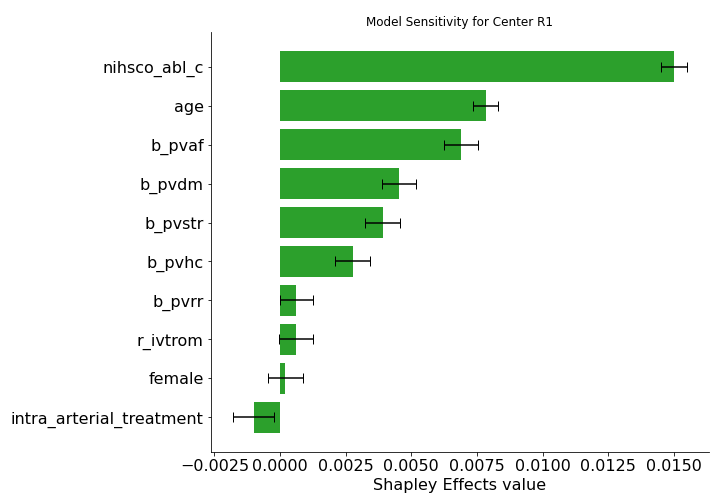 Model Sensitivity for Center R1
nihsco_abl_c
age
b_pvaf
b_pvdm
b_pvstr
b_pvhc
b_pvrr
r_ivtrom
female
intra_arterial_treatment
−0.0025 0.0000 0.0025 0.0050 0.0075 0.0100 0.0125 0.0150
Shapley Effects value